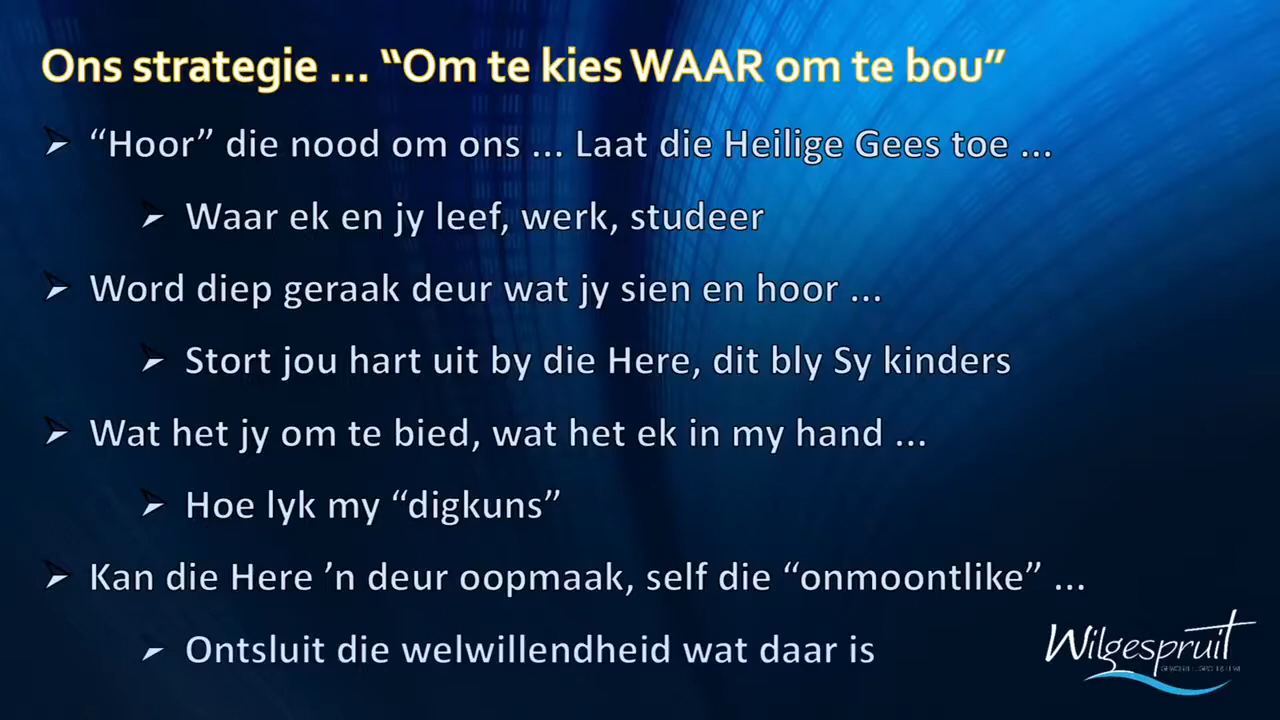 Ons strategie ... “Om te kies WAAR om te bou”
“Hoor” die nood om ons ... Laat die Heilige Gees toe ...
Waar ek en jy leef, werk, studeer
Word diep geraak deur wat jy sien en hoor ...
Stort jou hart uit by die Here, dit bly Sy kinders
Wat het jy om te bied, wat het ek in my hand ...
Hoe lyk my “digkuns”
Kan die Here ’n deur oopmaak, self die “onmoontlike” ...
Ontsluit die welwillendheid wat daar is
Wilgespruit